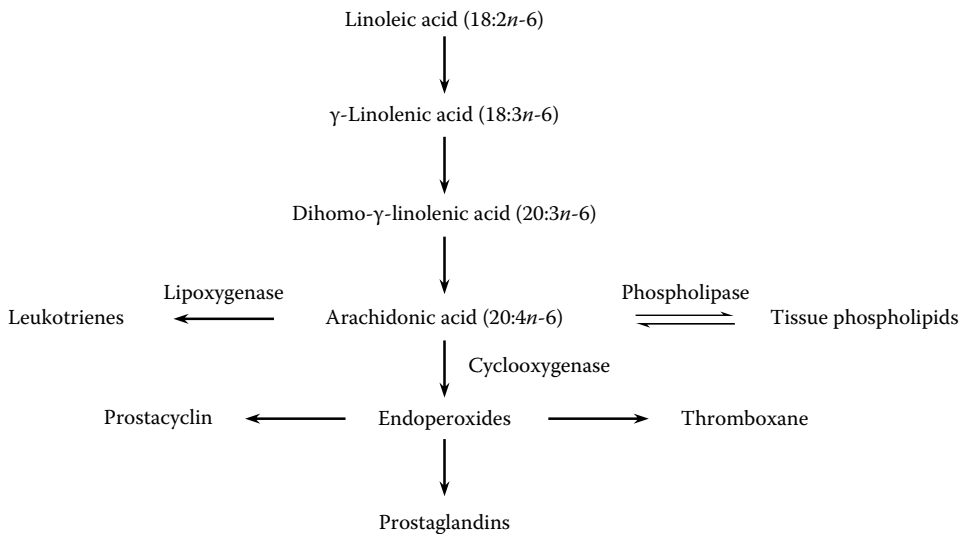 Linoleic acid (18:2n-6)
γ-Linolenic acid (18:3n-6)
Dihomo-γ-linolenic acid (20:3n-6)
Lipoxygenase
Phospholipase
Leukotrienes
Arachidonic acid (20:4n-6)
Tissue phospholipids
Cyclooxygenase
Prostacyclin
Endoperoxides
Thromboxane
Prostaglandins